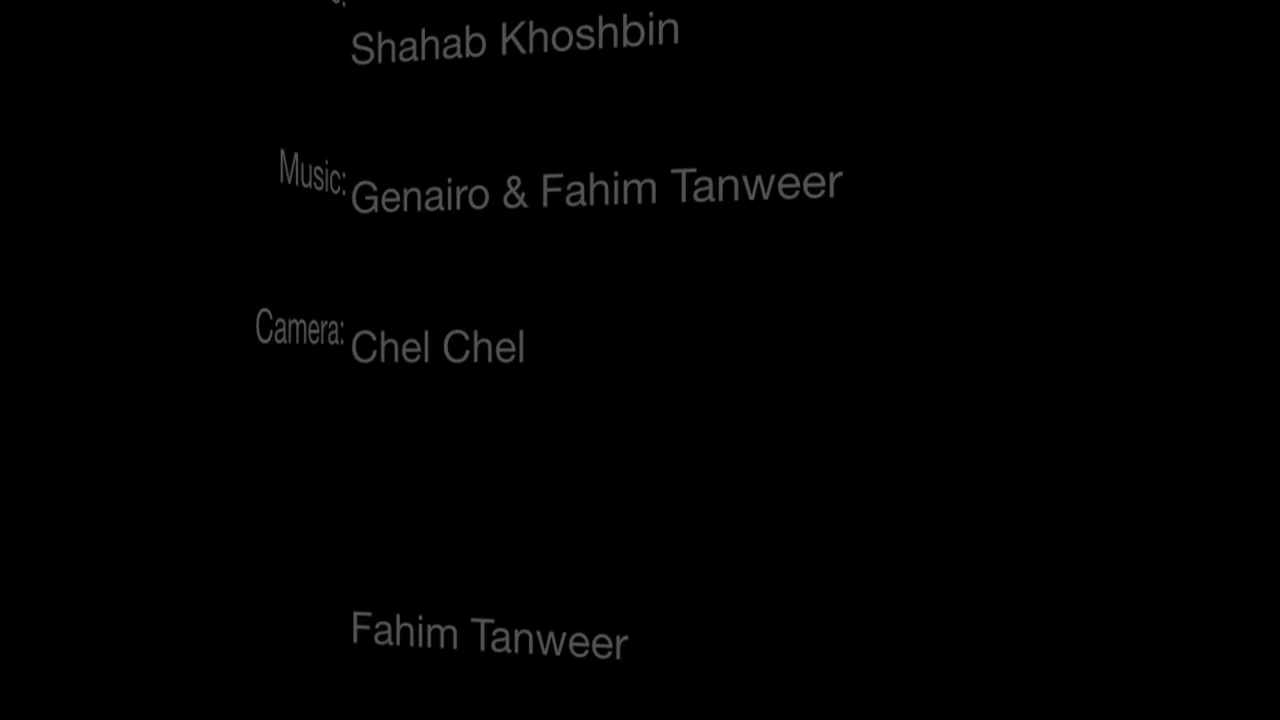 Shahab Khoshbin
Music: Genairo & Fahim Tanweer
Camera: Chel Chel
Fahim Tanweer